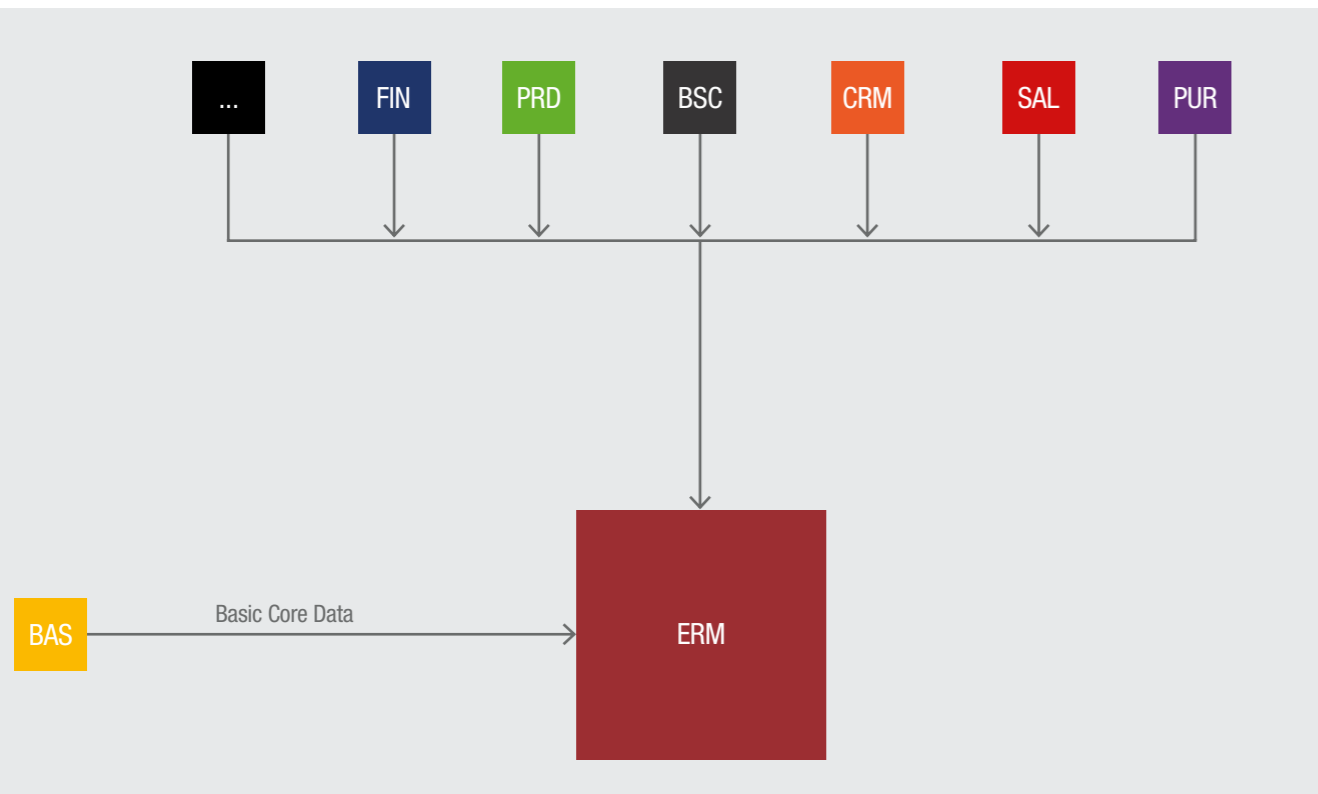 ...
FIN
PRD
BSC
CRM
SAL
PUR
Basic Core Data
BAS
ERM